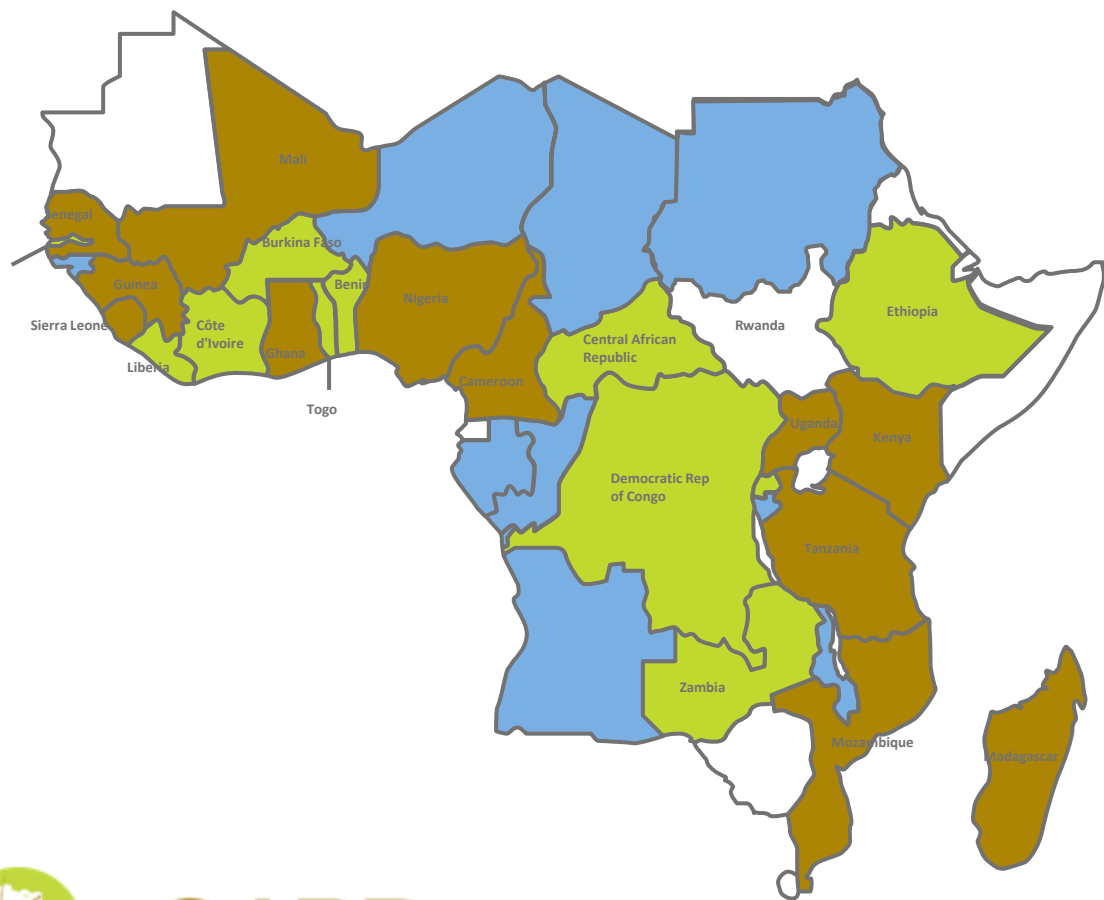 Mali
enegal
Burkina Faso
Guinea
Benin
Nigeria
Ethiopia
Sierra Leone
Côte
d'Ivoire
Rwanda
Central African
Republic
Ghana
Liberia
Cameroon
Togo
Uganda
Kenya
Democratic Rep
of Congo
Tanzania
Zambia
Mozambique
Madagascar